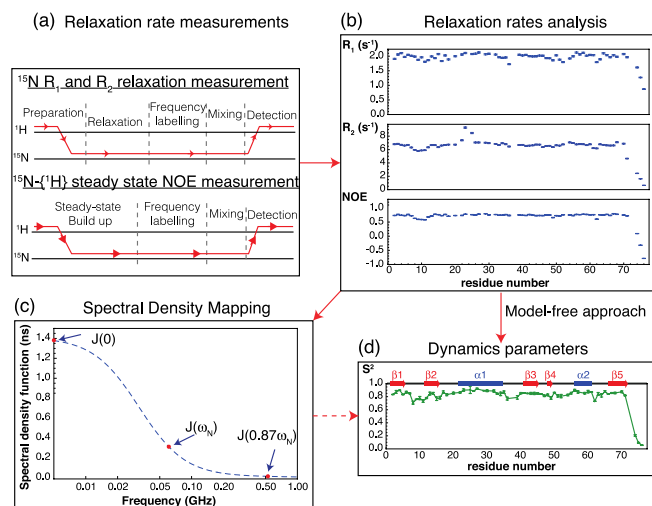 (a) Relaxation rate measurements
¹⁵N R₁ and R₂ relaxation measurement
Preparation
Relaxation
Frequency
labelling
Mixing
Detection
¹H
¹⁵N
¹⁵N-{¹H} steady state NOE measurement
Steady-state
Build up
Frequency
labelling
Mixing
Detection
¹H
¹⁵N
(b) Relaxation rates analysis
R₁ (s⁻¹)
2.0
1.5
1.0
0.5
0.0
R₂ (s⁻¹)
8
6
4
2
0
NOE
1.0
0.5
0.0
-0.5
-1.0
0 10 20 30 40 50 60 70
residue number
Model-free approach
(c) Spectral Density Mapping
Spectral density function (ns)
1.4
1.2
0.8
0.4
0.2
0.0
J(0)
J(ω_N)
J(0.87ω_N)
0.01 0.05 0.10 0.20 0.50 1.00
Frequency (GHz)
(d) Dynamics parameters
S²
β1 β2 α1 β3 β4 α2 β5
1.0
0.8
0.6
0.4
0.2
0.0
0 10 20 30 40 50 60 70
residue number